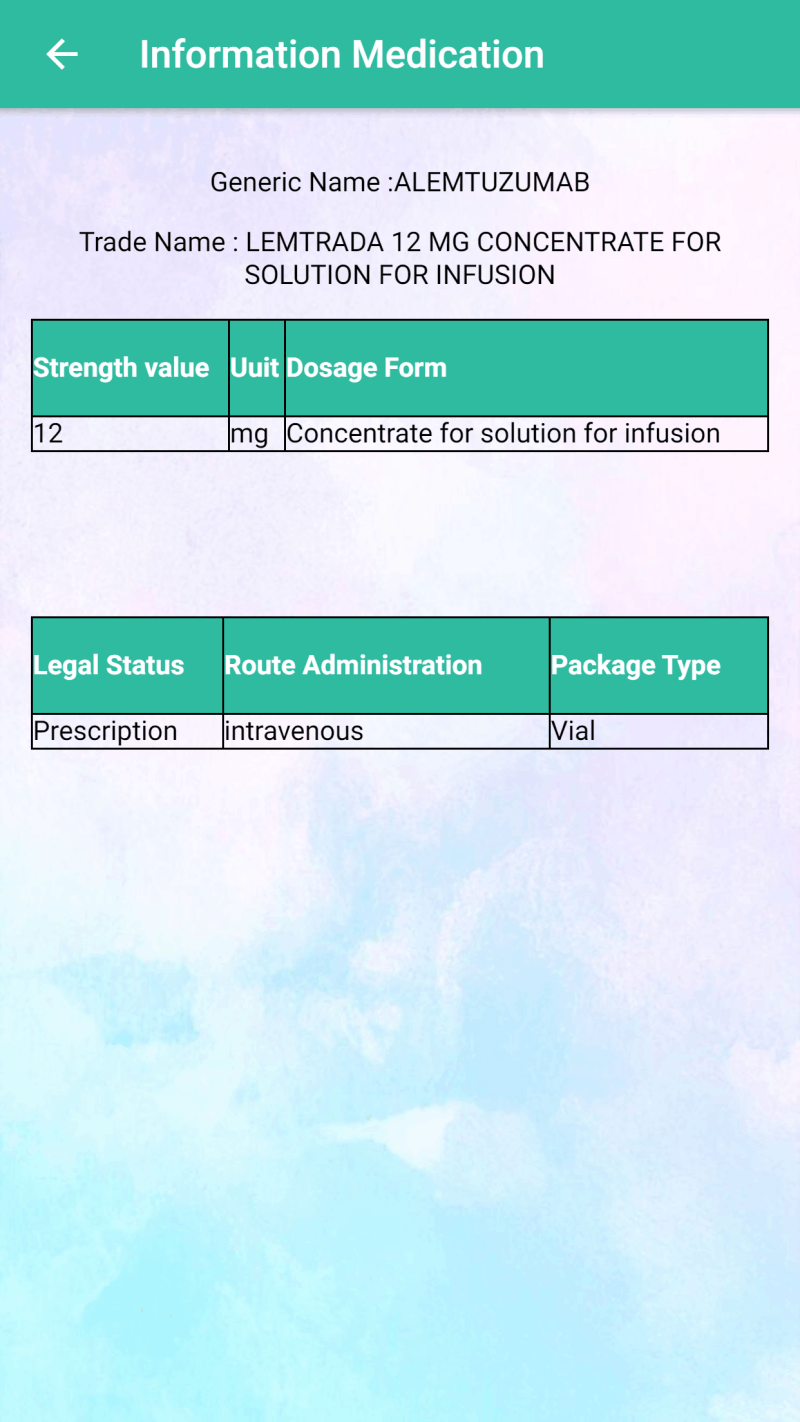 Information Medication
Generic Name :ALEMTUZUMAB
Trade Name : LEMTRADA 12 MG CONCENTRATE FOR
SOLUTION FOR INFUSION
Strength value Uuit Dosage Form
12 mg Concentrate for solution for infusion
Legal Status Route Administration Package Type
Prescription intravenous Vial